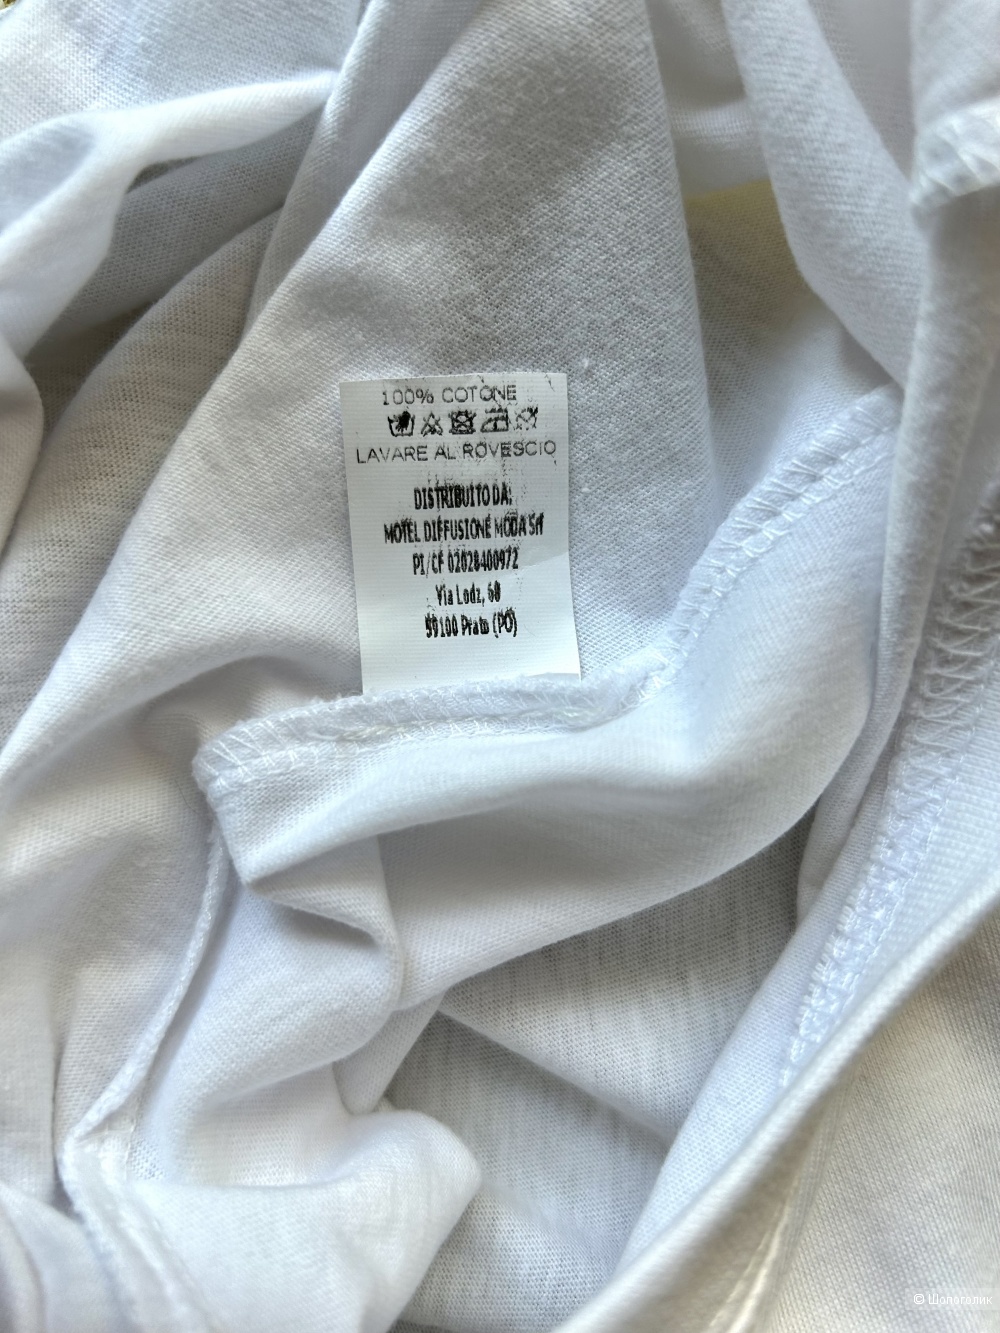 100% COTONE
LAVARE AL ROVESCIO
DISTRIBUITO DA:
MOTEL DIFFUSIONE MODA Srl
PI/CF 02028400972
Via Lodz, 60
59100 Prato (PO)
© Шопоголик